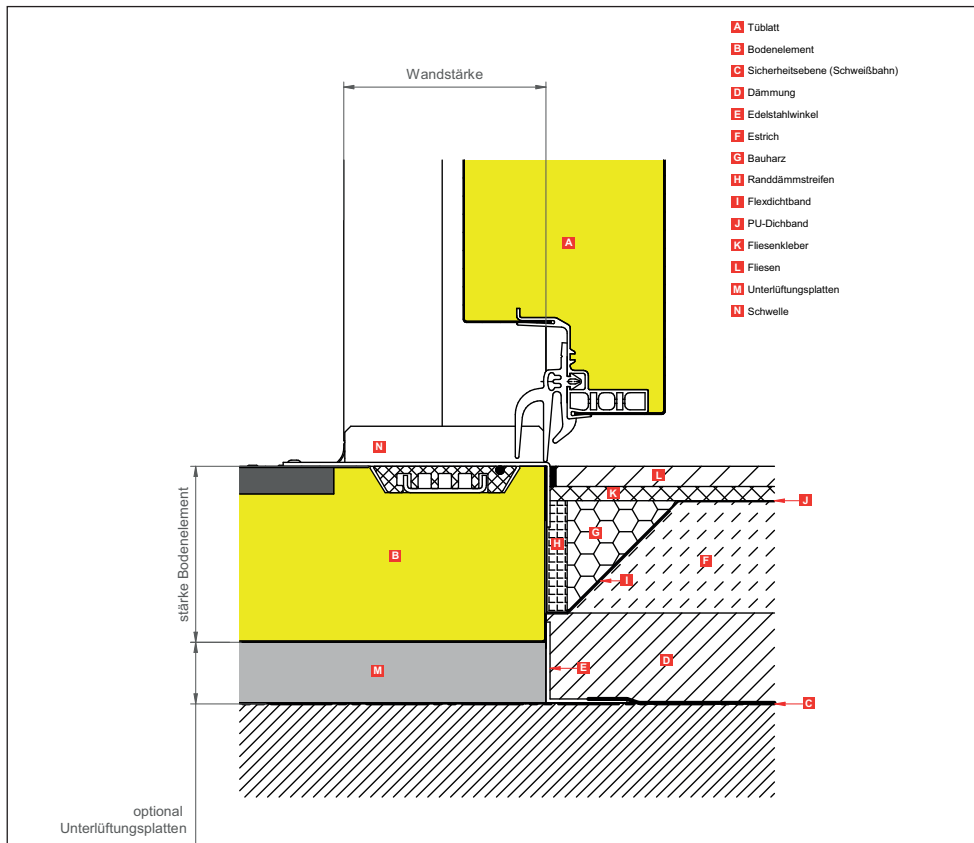 A Tüblatt
B Bodenelement
C Sicherheitsebene (Schweißbahn)
D Dämmung
E Edelstahlwinkel
F Estrich
G Bauharz
H Randdämmstreifen
I Flexdichtband
J PU-Dichband
K Fliesenkleber
L Fliesen
M Unterlüftungsplatten
N Schwelle
Wandstärke
A
N
L
K
J
G
H
B
F
I
stärke Bodenelement
D
E
M
C
optional
Unterlüftungsplatten